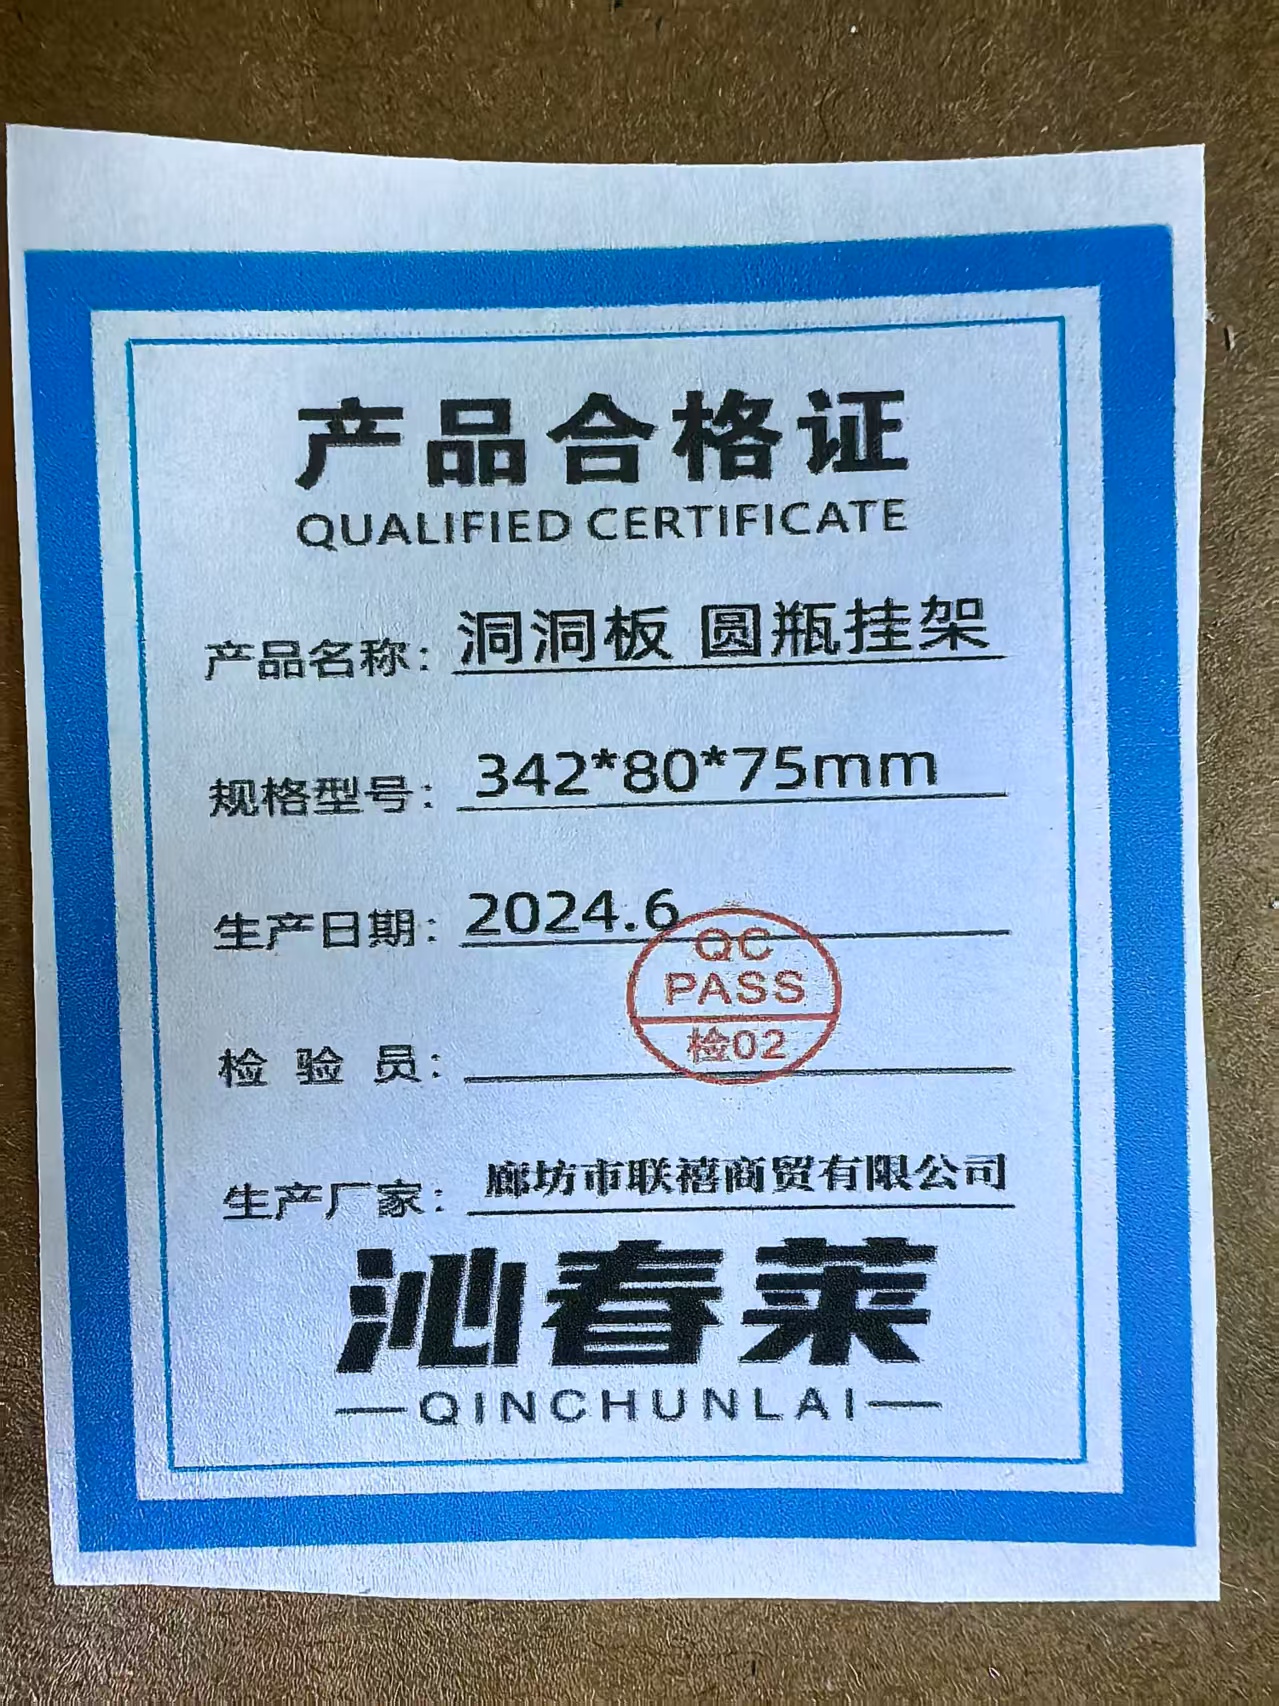 产品合格证
QUALIFIED CERTIFICATE
产品名称：洞洞板 圆瓶挂架
规格型号：342*80*75mm
生产日期：2024.6
QC
PASS
检02
检 验 员：
生产厂家：廊坊市联禧商贸有限公司
沁春莱
—QINCHUNLAI—